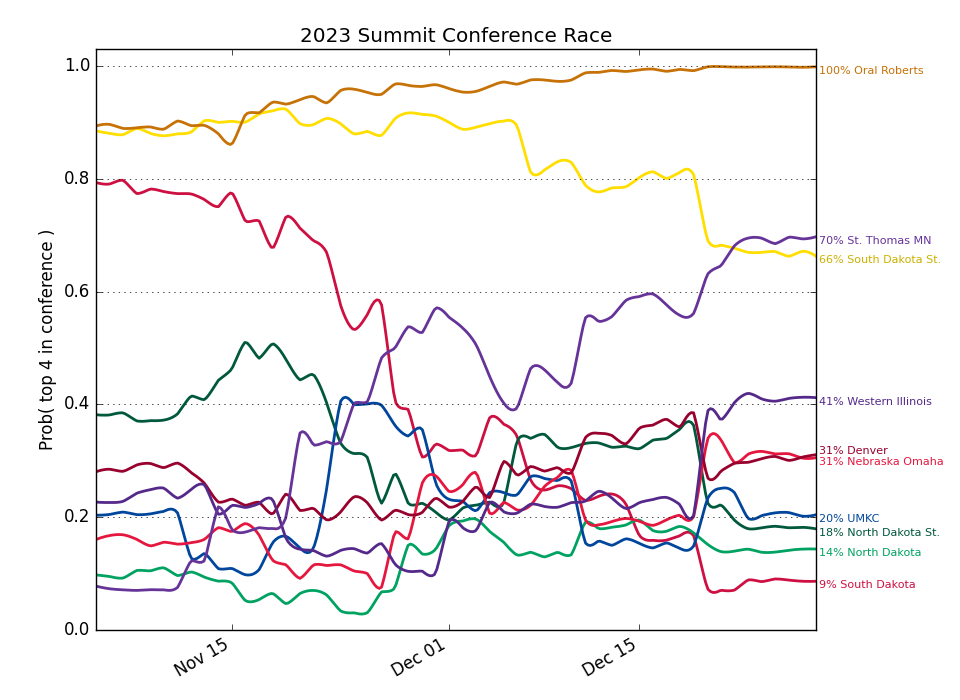 2023 Summit Conference Race
Prob( top 4 in conference )
1.0
0.8
0.6
0.4
0.2
0.0
Nov 15
Dec 01
Dec 15
100% Oral Roberts
70% St. Thomas MN
66% South Dakota St.
41% Western Illinois
31% Denver
31% Nebraska Omaha
20% UMKC
18% North Dakota St.
14% North Dakota
9% South Dakota